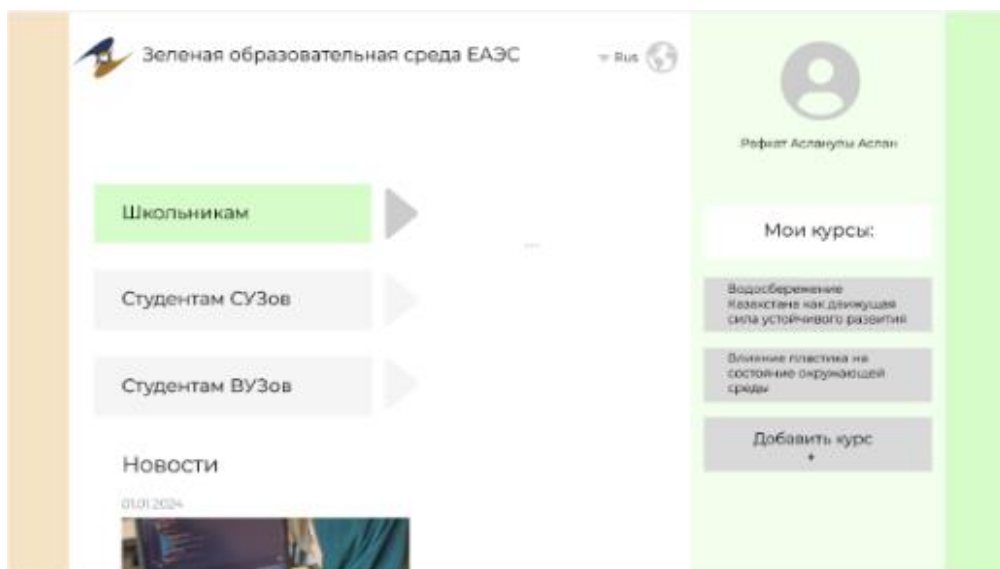 Зеленая образовательная среда ЕАЭС
Rus
Рафкат Асланулы Аслан
Школьникам
Студентам СУЗов
Студентам ВУЗов
Новости
01.01.2024
Мои курсы:
Водосбережение
Казахстана как движущая
сила устойчивого развития
Влияние пластика на
состояние окружающей
среды
Добавить курс
+